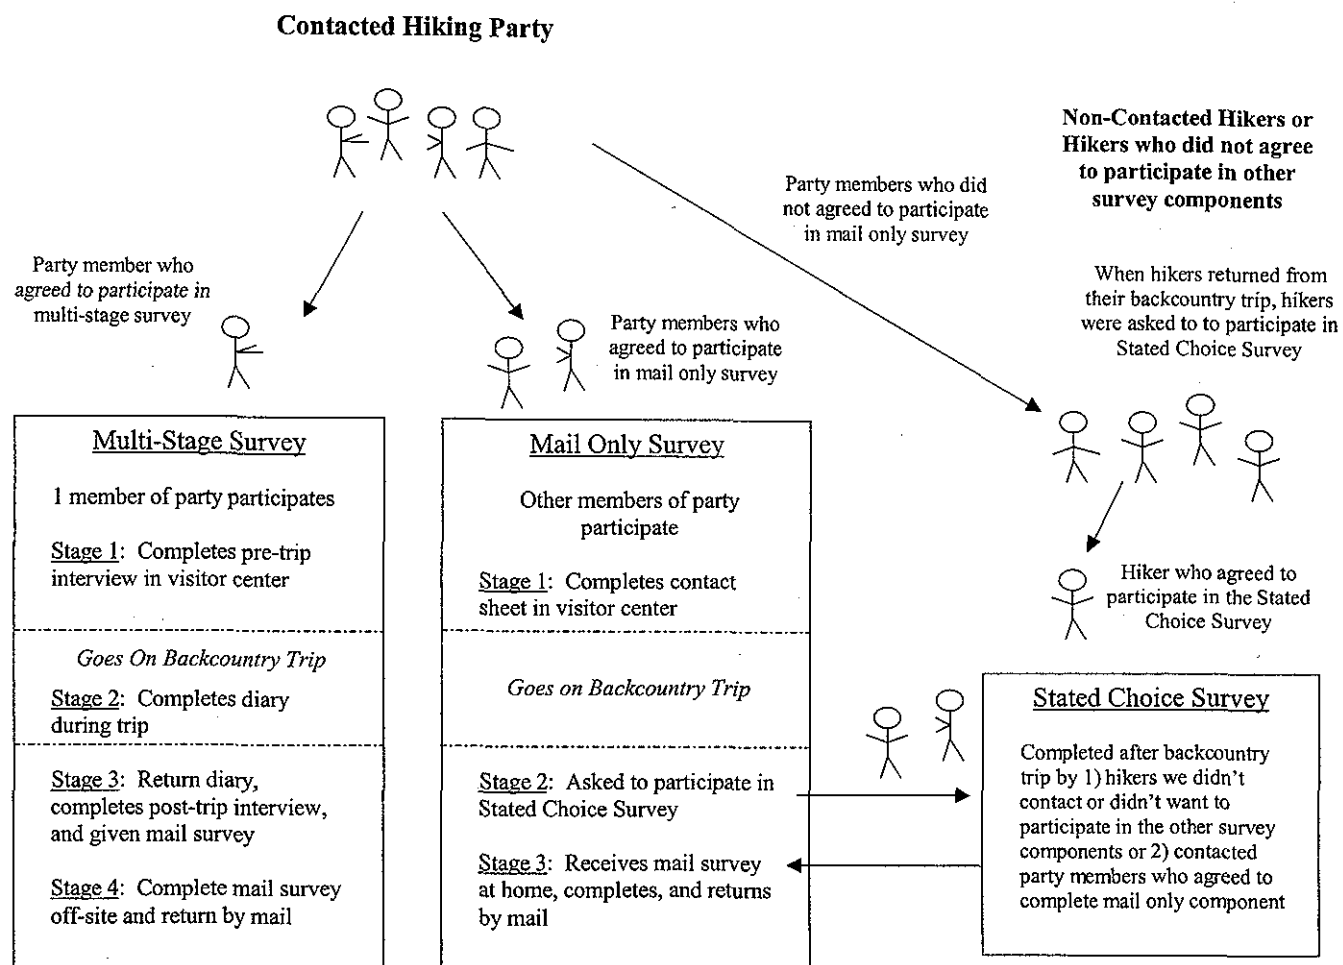 Contacted Hiking Party
Non-Contacted Hikers or
Hikers who did not agree
to participate in other
survey components
Party members who did
not agreed to participate
in mail only survey
Party member who
agreed to participate in
multi-stage survey
When hikers returned from
their backcountry trip, hikers
were asked to to participate in
Stated Choice Survey
Party members who
agreed to participate
in mail only survey
Multi-Stage Survey
1 member of party participates
Stage 1: Completes pre-trip
interview in visitor center
Goes On Backcountry Trip
Stage 2: Completes diary
during trip
Stage 3: Return diary,
completes post-trip interview,
and given mail survey
Stage 4: Complete mail survey
off-site and return by mail
Mail Only Survey
Other members of party
participate
Stage 1: Completes contact
sheet in visitor center
Goes on Backcountry Trip
Stage 2: Asked to participate in
Stated Choice Survey
Stage 3: Receives mail survey
at home, completes, and returns
by mail
Hiker who agreed to
participate in the Stated
Choice Survey
Stated Choice Survey
Completed after backcountry
trip by 1) hikers we didn't
contact or didn't want to
participate in the other survey
components or 2) contacted
party members who agreed to
complete mail only component